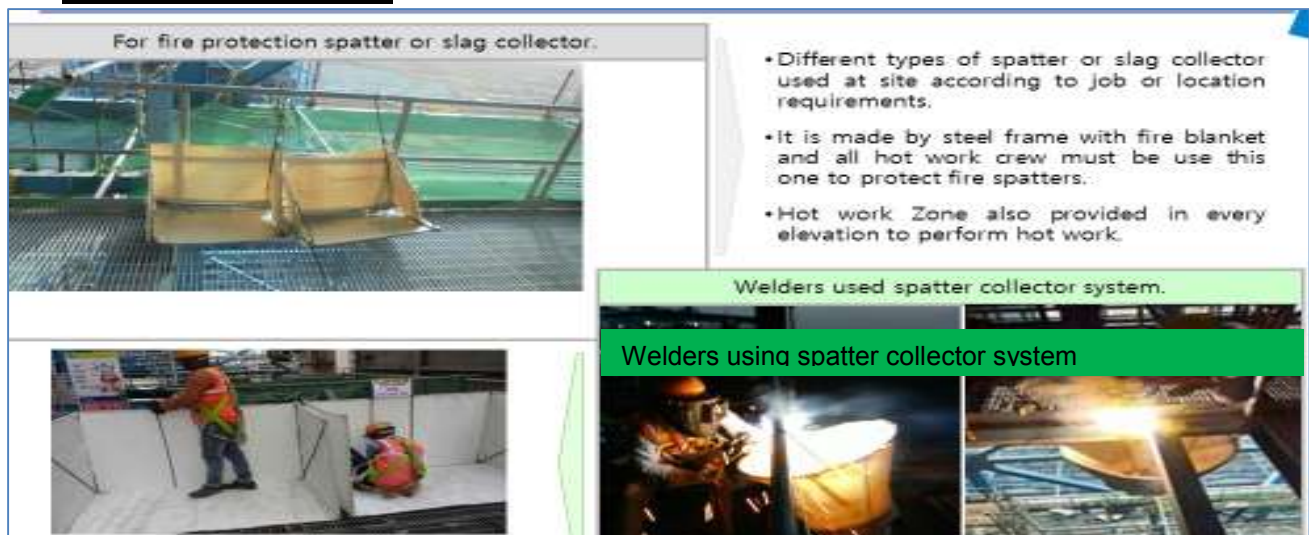 For fire protection spatter or slag collector.
•Different types of spatter or slag collector
used at site according to job or location
requirements.
•It is made by steel frame with fire blanket
and all hot work crew must be use this
one to protect fire spatters.
•Hot work Zone also provided in every
elevation to perform hot work.
Welders used spatter collector system.
Welders using spatter collector system